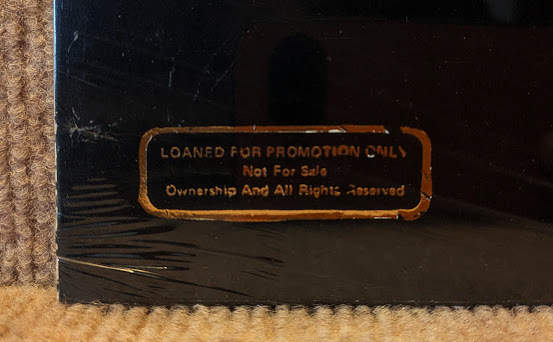 LOANED FOR PROMOTION ONLY
Not For Sale
Ownership And All Rights Reserved